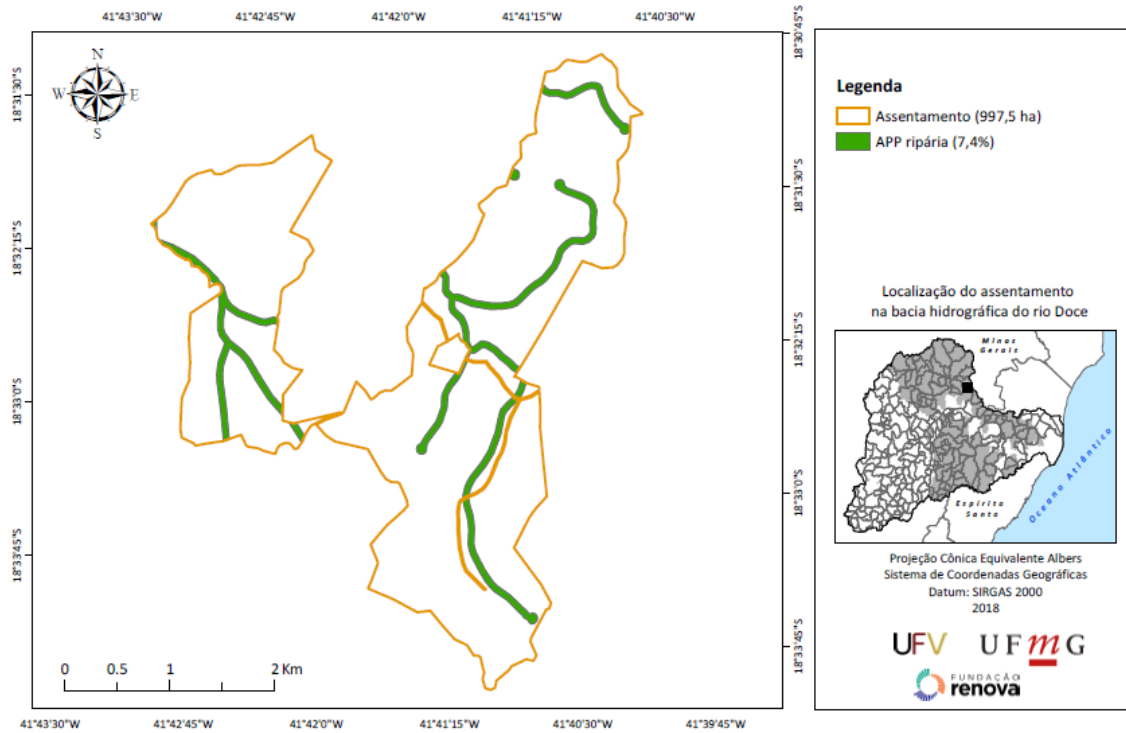 41°43'30"W 41°42'45"W 41°42'0"W 41°41'15"W 41°40'30"W
18°30'45"S
18°31'30"S
18°32'15"S
18°33'0"S
18°33'45"S
18°31'30"S
18°32'15"S
18°33'0"S
18°33'45"S
N
W E
S
0 0.5 1 2 Km
41°43'30"W 41°42'45"W 41°42'0"W 41°41'15"W 41°40'30"W 41°39'45"W
Legenda
Assentamento (997,5 ha)
APP ripária (7,4%)
Localização do assentamento
na bacia hidrográfica do rio Doce
Minas
Gerais
Espírito
Santo
Oceano Atlântico
Projeção Cônica Equivalente Albers
Sistema de Coordenadas Geográficas
Datum: SIRGAS 2000
2018
UFV UFmG
FUNDAÇÃO
renova